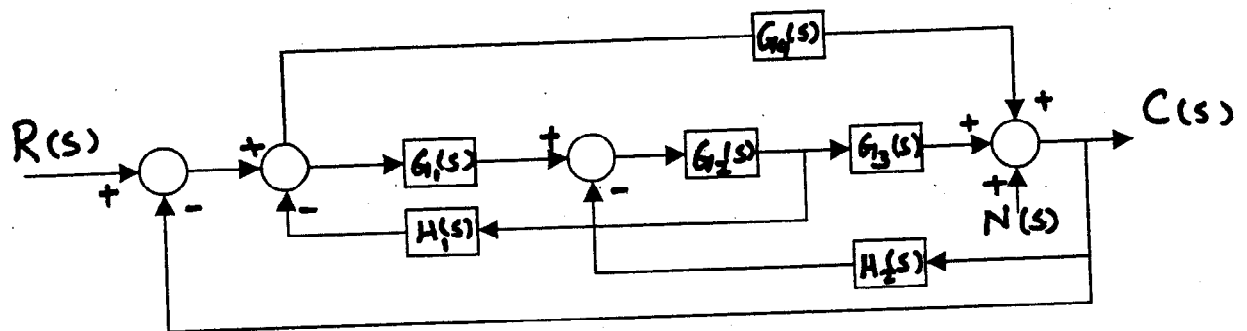 G4(s)
+
R(s)
+
-
+
-
G1(s)
+
-
G2(s)
G3(s)
+
+
C(s)
H1(s)
N(s)
H2(s)
-